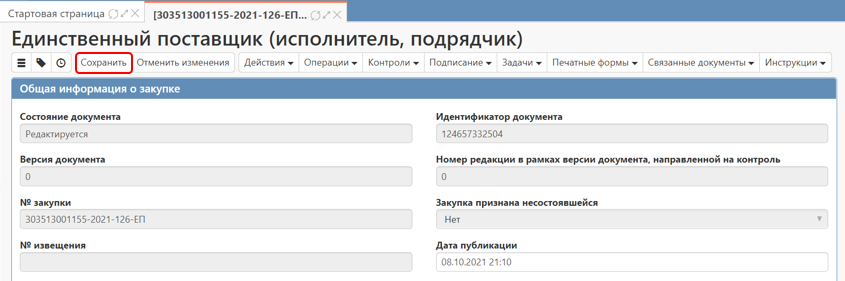 Стартовая страница [303513001155-2021-126-ЕП...
Единственный поставщик (исполнитель, подрядчик)
Сохранить Отменить изменения Действия Операции Контроли Подписание Задачи Печатные формы Связанные документы Инструкции
Общая информация о закупке
Состояние документа Идентификатор документа
Редактируется 124657332504
Версия документа Номер редакции в рамках версии документа, направленной на контроль
0 0
№ закупки Закупка признана несостоявшейся
303513001155-2021-126-ЕП Нет
№ извещения Дата публикации
08.10.2021 21:10